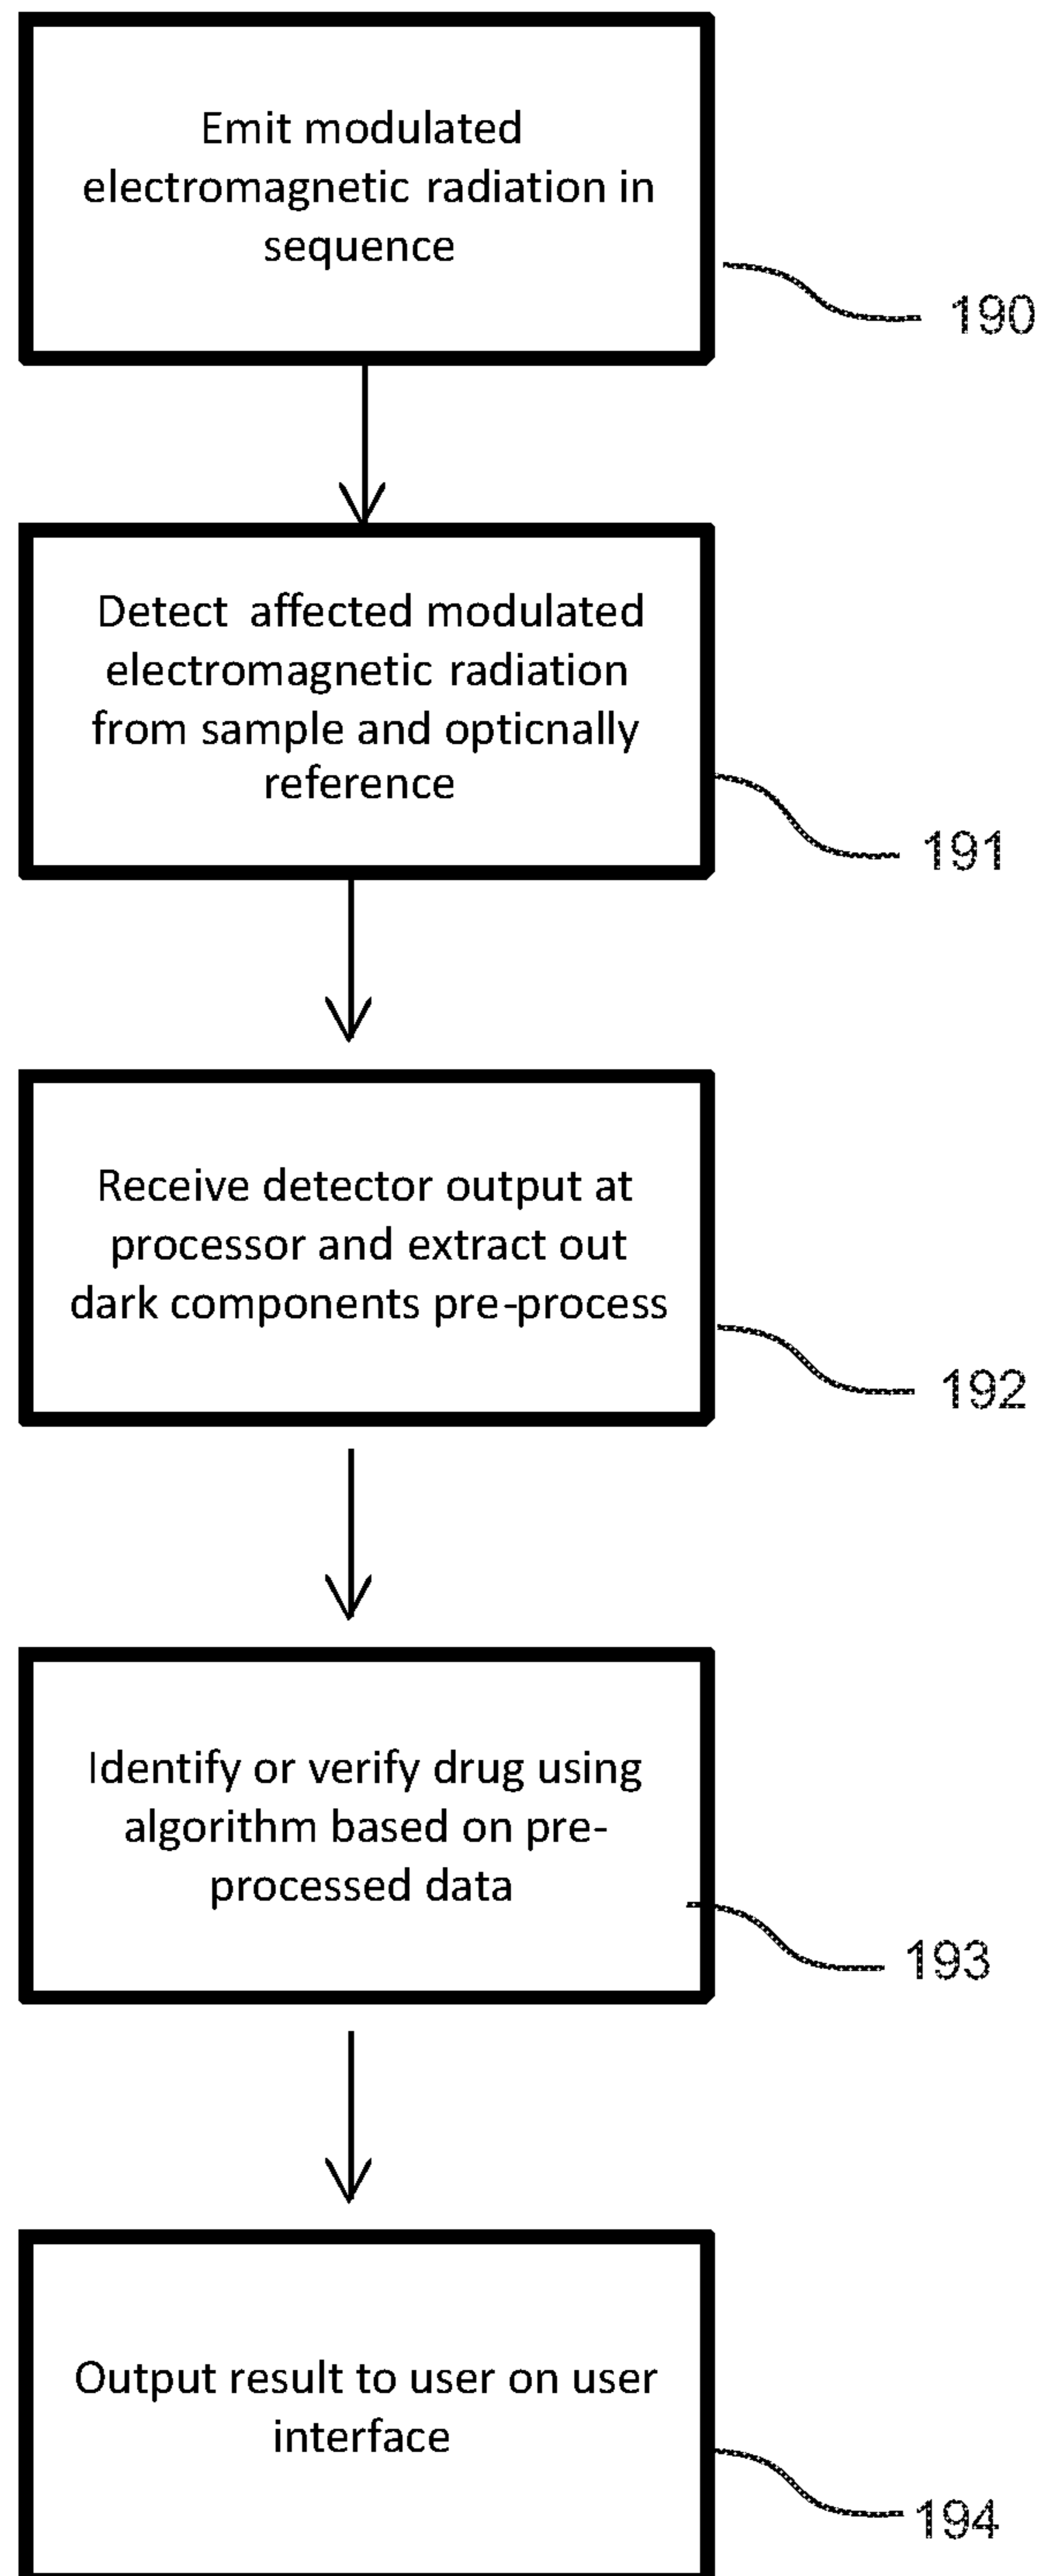 Emit modulated
electromagnetic radiation in
sequence
190
Detect affected modulated
electromagnetic radiation
from sample and opticnally
reference
191
Receive detector output at
processor and extract out
dark components pre-process
192
Identify or verify drug using
algorithm based on pre-
processed data
193
Output result to user on user
interface
194